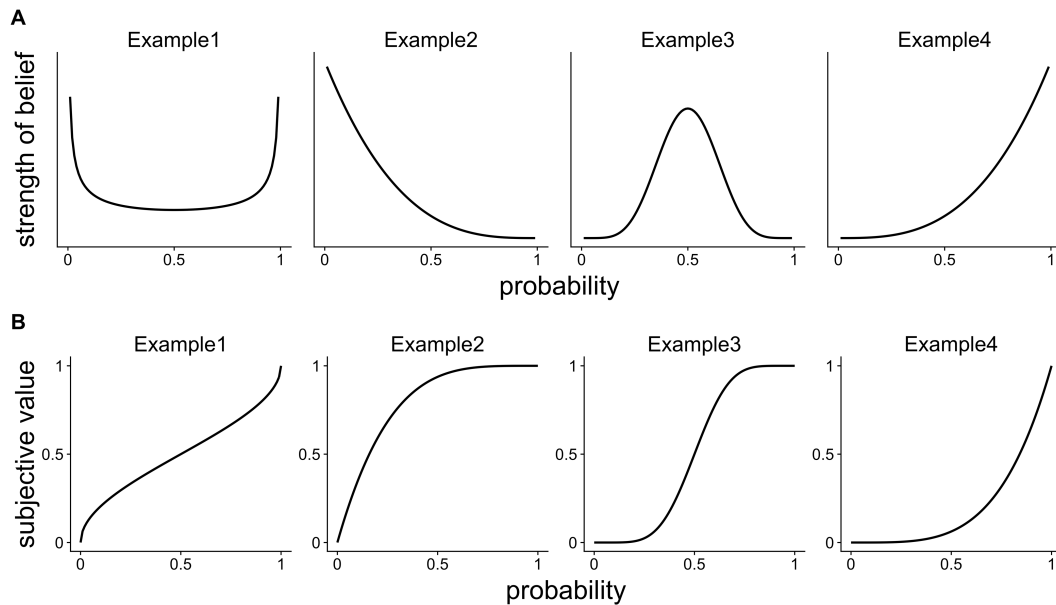 A
Example1 Example2 Example3 Example4
strength of belief
0 0.5 1 0 0.5 1 0 0.5 1 0 0.5 1
probability
B
Example1 Example2 Example3 Example4
subjective value
1 1 1 1
0.5 0.5 0.5 0.5
0 0 0 0
0 0.5 1 0 0.5 1 0 0.5 1 0 0.5 1
probability